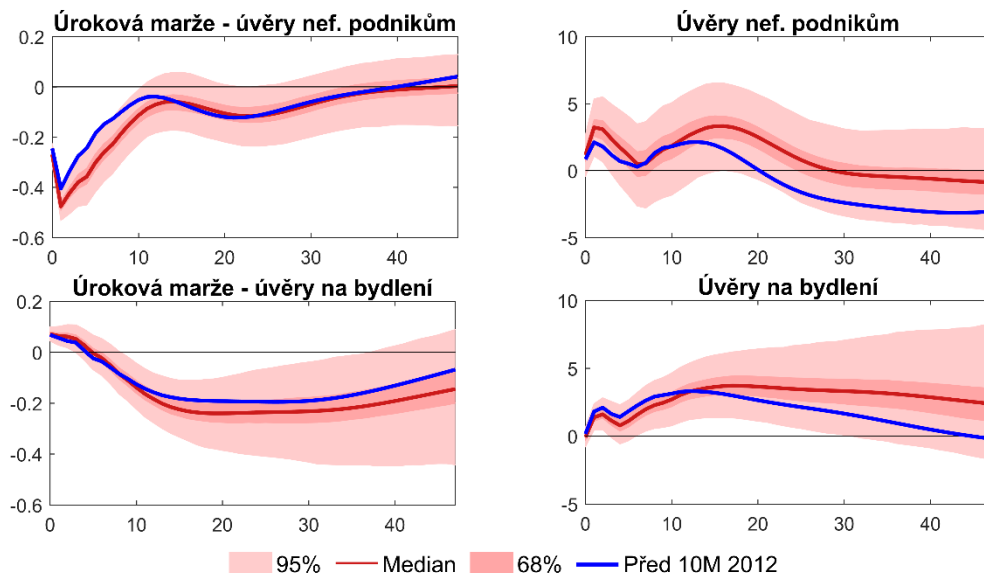 Úroková marže - úvěry nef. podnikům
0.2
0
-0.2
-0.4
-0.6
0 10 20 30 40
Úvěry nef. podnikům
10
5
0
-5
0 10 20 30 40
Úroková marže - úvěry na bydlení
0.2
0
-0.2
-0.4
-0.6
0 10 20 30 40
Úvěry na bydlení
10
5
0
-5
0 10 20 30 40
95% Median 68% Před 10M 2012